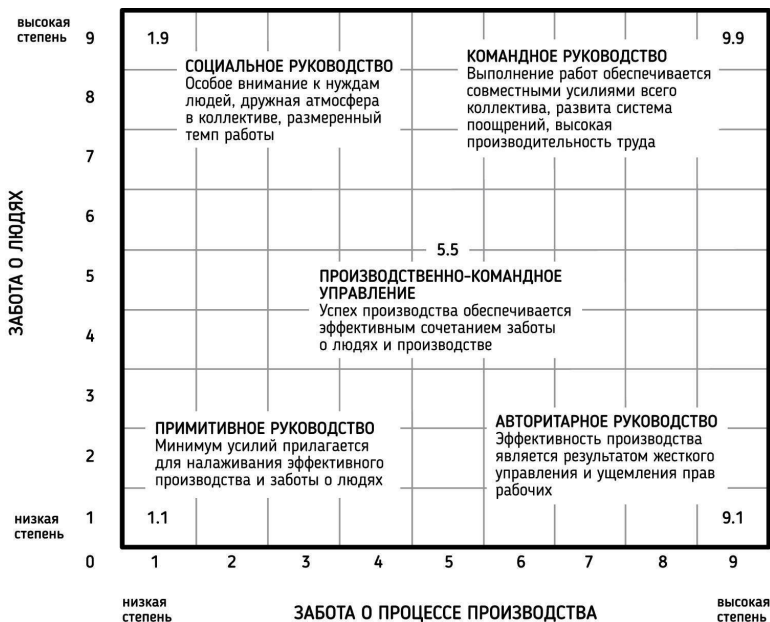 высокая
степень
9
1.9
9.9
СОЦИАЛЬНОЕ РУКОВОДСТВО
Особое внимание к нуждам
людей, дружная атмосфера
в коллективе, размеренный
темп работы
КОМАНДНОЕ РУКОВОДСТВО
Выполнение работ обеспечивается
совместными усилиями всего
коллектива, развита система
поощрений, высокая
производительность труда
8
7
6
ЗАБОТА О ЛЮДЯХ
5.5
5
ПРОИЗВОДСТВЕННО-КОМАНДНОЕ
УПРАВЛЕНИЕ
Успех производства обеспечивается
эффективным сочетанием заботы
о людях и производстве
4
3
ПРИМИТИВНОЕ РУКОВОДСТВО
Минимум усилий прилагается
для налаживания эффективного
производства и заботы о людях
АВТОРИТАРНОЕ РУКОВОДСТВО
Эффективность производства
является результатом жесткого
управления и ущемления прав
рабочих
2
низкая
степень
1
1.1
9.1
0 1 2 3 4 5 6 7 8 9
низкая
степень
ЗАБОТА О ПРОЦЕССЕ ПРОИЗВОДСТВА
высокая
степень